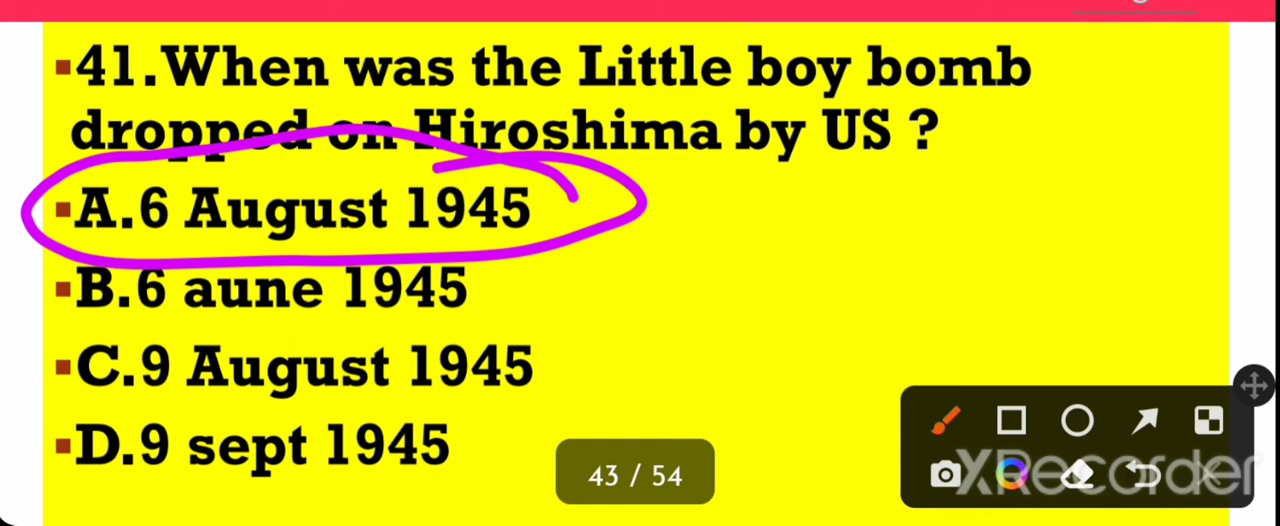 ▪41.When was the Little boy bomb
dropped on Hiroshima by US ?
▪A.6 August 1945
▪B.6 aune 1945
▪C.9 August 1945
▪D.9 sept 1945
43 / 54
XRecorder